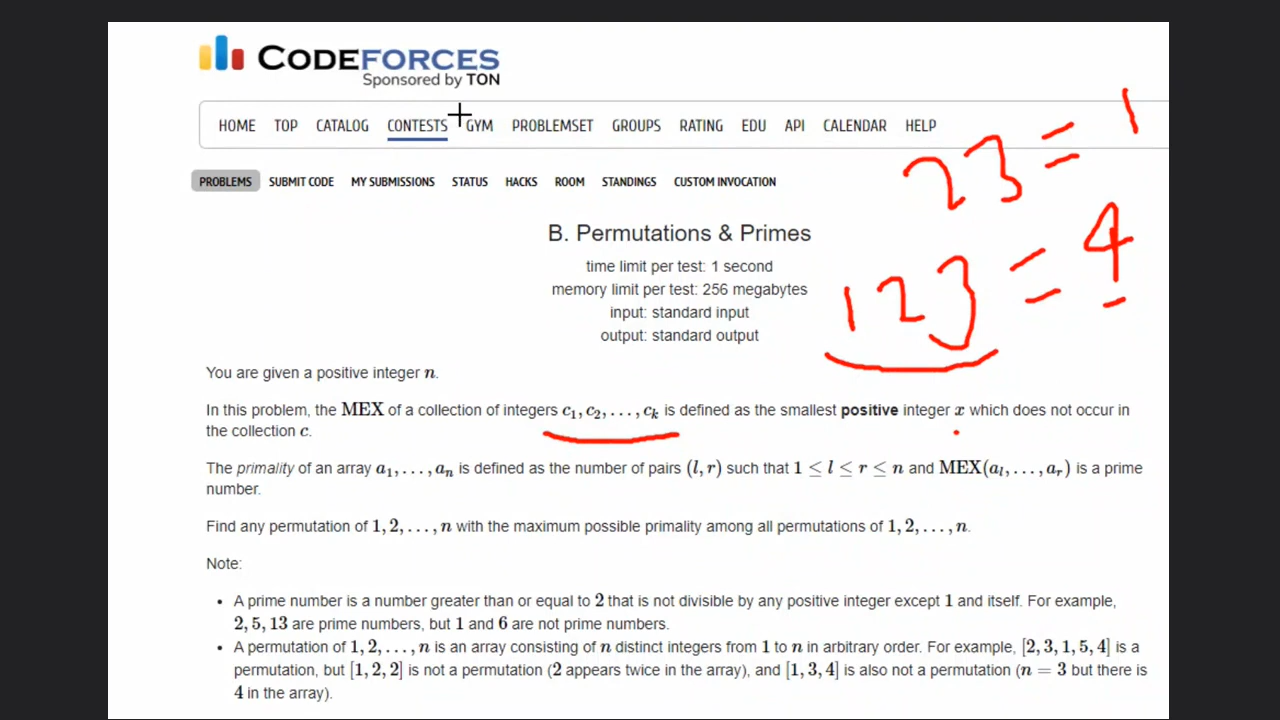 CODEFORCES
Sponsored by TON
HOME TOP CATALOG CONTESTS GYM PROBLEMSET GROUPS RATING EDU API CALENDAR HELP
23 = 1
PROBLEMS SUBMIT CODE MY SUBMISSIONS STATUS HACKS ROOM STANDINGS CUSTOM INVOCATION
B. Permutations & Primes
123 = 4
time limit per test: 1 second
memory limit per test: 256 megabytes
input: standard input
output: standard output
You are given a positive integer n.
In this problem, the MEX of a collection of integers c₁, c₂, . . . , cₖ is defined as the smallest positive integer x which does not occur in
the collection c.
The primality of an array a₁, . . . , aₙ is defined as the number of pairs (l, r) such that 1 ≤ l ≤ r ≤ n and MEX(aₗ, . . . , aᵣ) is a prime
number.
Find any permutation of 1, 2, . . . , n with the maximum possible primality among all permutations of 1, 2, . . . , n.
Note:
• A prime number is a number greater than or equal to 2 that is not divisible by any positive integer except 1 and itself. For example,
2, 5, 13 are prime numbers, but 1 and 6 are not prime numbers.
• A permutation of 1, 2, . . . , n is an array consisting of n distinct integers from 1 to n in arbitrary order. For example, [2, 3, 1, 5, 4] is a
permutation, but [1, 2, 2] is not a permutation (2 appears twice in the array), and [1, 3, 4] is also not a permutation (n = 3 but there is
4 in the array).